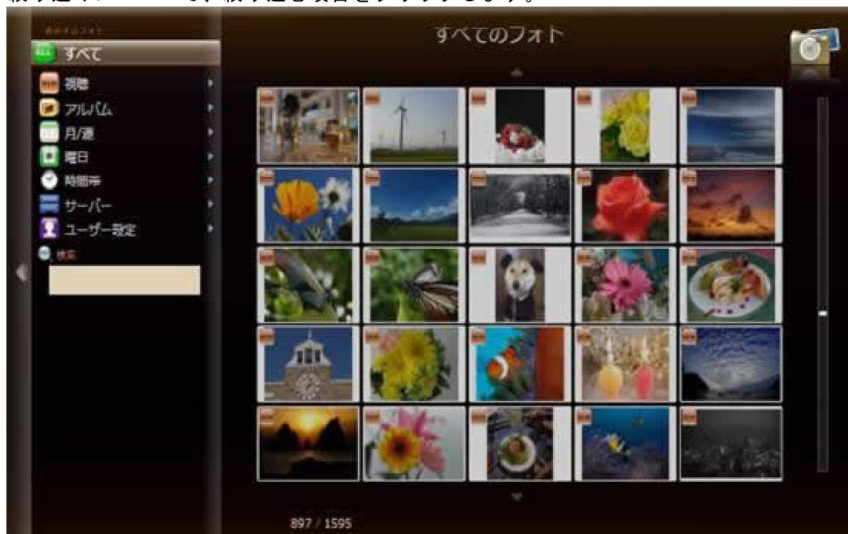 すべてのフォト
すべて
視聴
アルバム
月/週
曜日
時間帯
サーバー
ユーザー設定
検索
897 / 1595